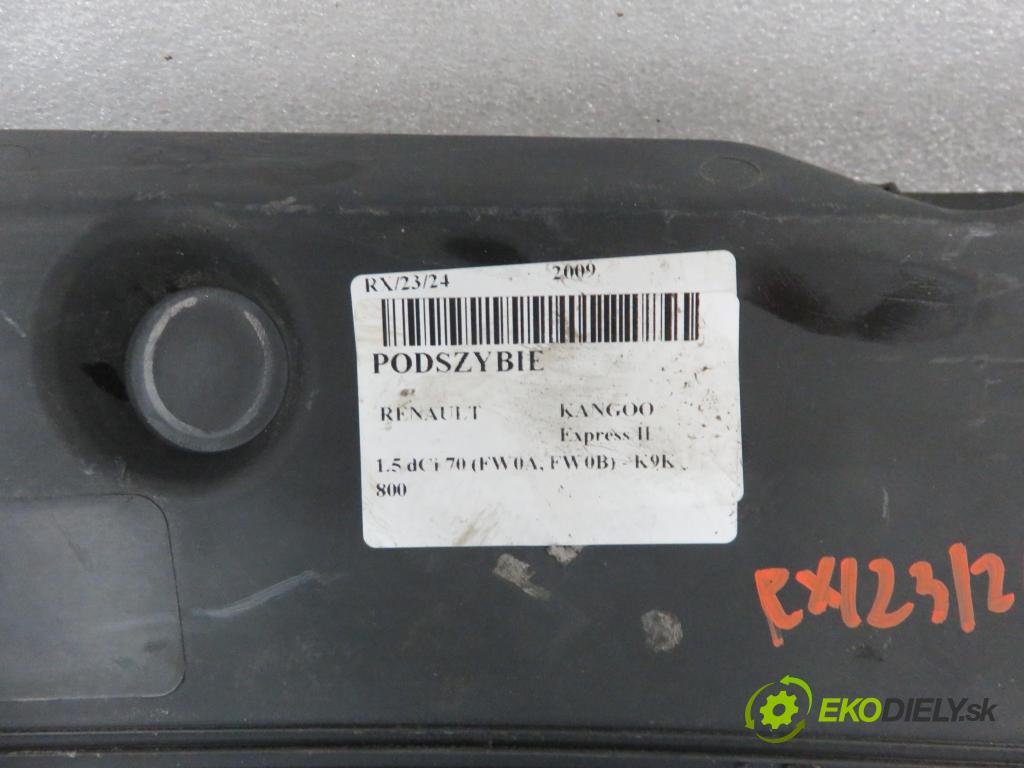 RX/23/24 2009
PODSZYBIE
RENAULT KANGOO
Express II
1.5 dCi 70 (FW0A, FW0B) - K9K
800
RX/23/2
EKODIELY.sk